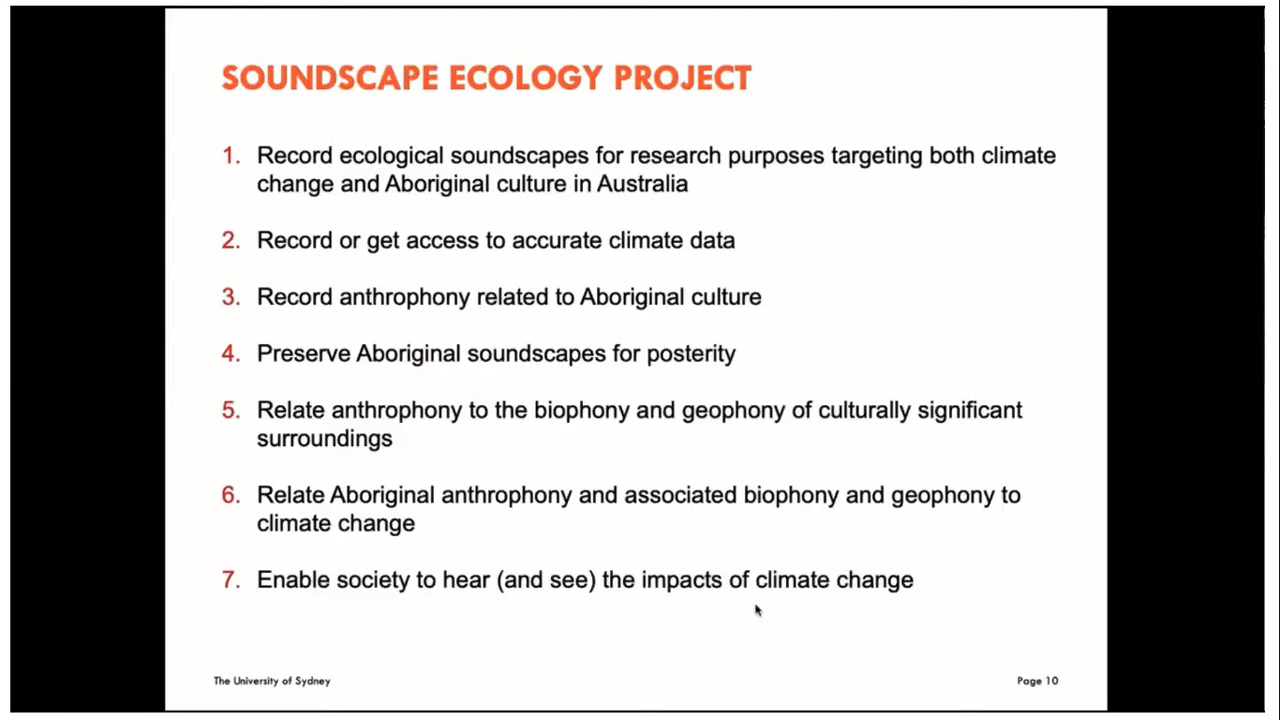 SOUNDSCAPE ECOLOGY PROJECT
1. Record ecological soundscapes for research purposes targeting both climate
change and Aboriginal culture in Australia
2. Record or get access to accurate climate data
3. Record anthrophony related to Aboriginal culture
4. Preserve Aboriginal soundscapes for posterity
5. Relate anthrophony to the biophony and geophony of culturally significant
surroundings
6. Relate Aboriginal anthrophony and associated biophony and geophony to
climate change
7. Enable society to hear (and see) the impacts of climate change
The University of Sydney
Page 10